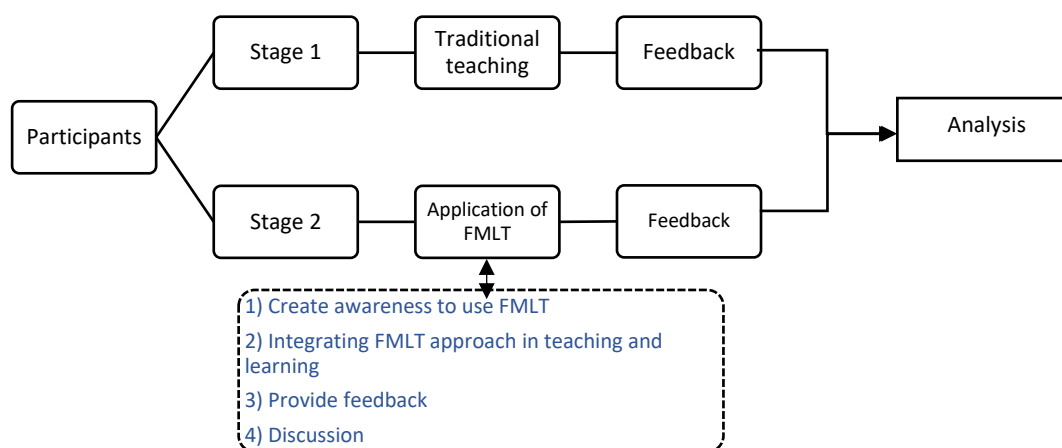 Participants
Stage 1
Traditional
teaching
Feedback
Analysis
Stage 2
Application of
FMLT
Feedback
1) Create awareness to use FMLT
2) Integrating FMLT approach in teaching and
learning
3) Provide feedback
4) Discussion